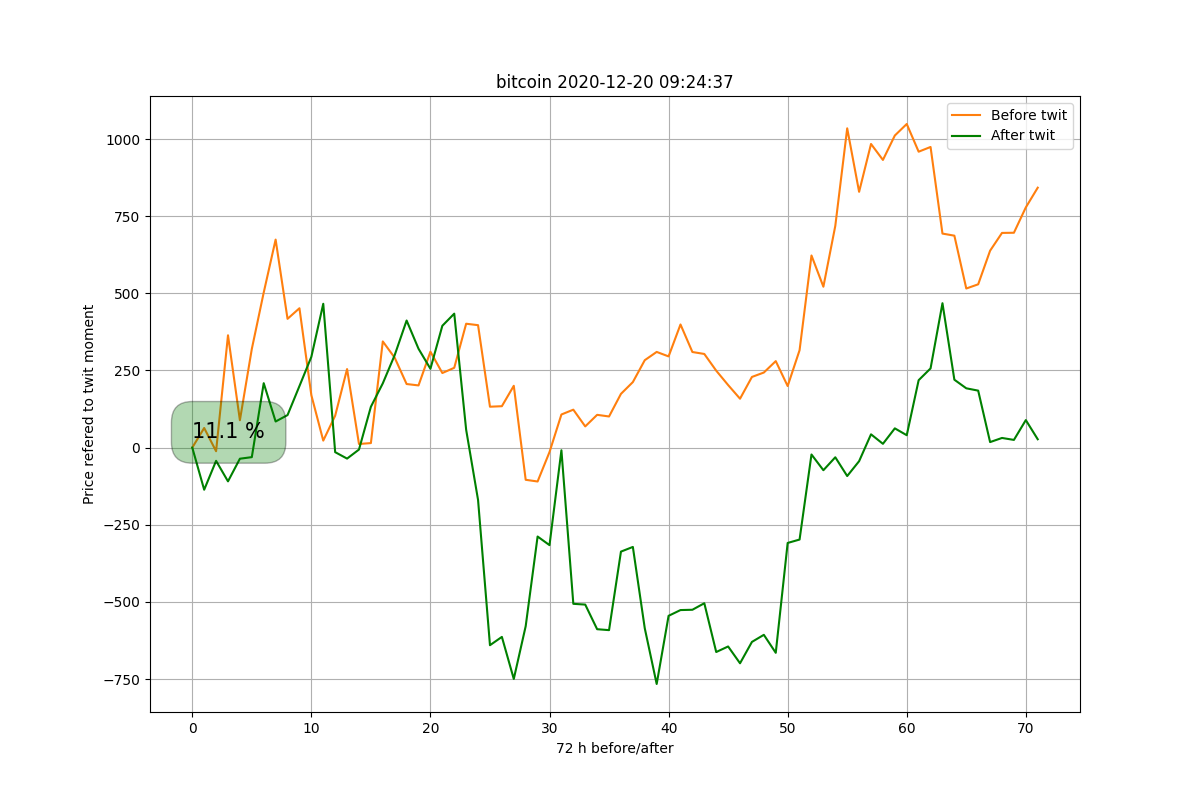 bitcoin 2020-12-20 09:24:37
Before twit
After twit
1000
750
500
250
0
−250
−500
−750
Price referred to twit moment
11.1 %
0 10 20 30 40 50 60 70
72 h before/after